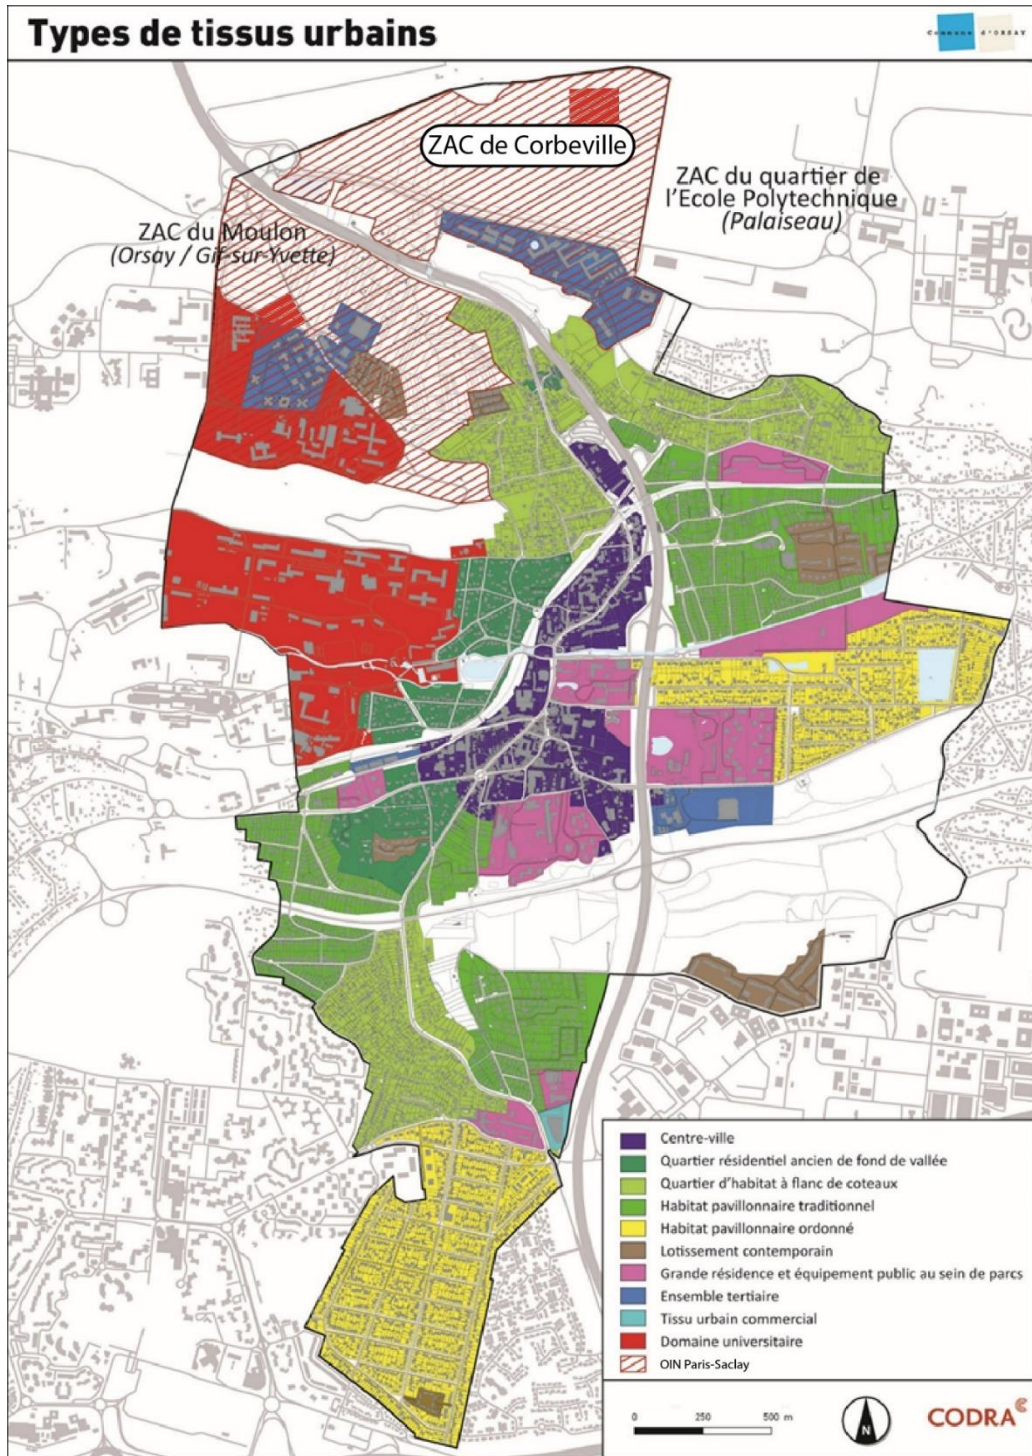 Types de tissus urbains
Commune d'ORSAY
ZAC de Corbeville
ZAC du quartier de
l'Ecole Polytechnique
(Palaiseau)
ZAC du Moulon
(Orsay / Gif-sur-Yvette)
Centre-ville
Quartier résidentiel ancien de fond de vallée
Quartier d'habitat à flanc de coteaux
Habitat pavillonnaire traditionnel
Habitat pavillonnaire ordonné
Lotissement contemporain
Grande résidence et équipement public au sein de parcs
Ensemble tertiaire
Tissu urbain commercial
Domaine universitaire
OIN Paris-Saclay
0 250 500 m
N
CODRA